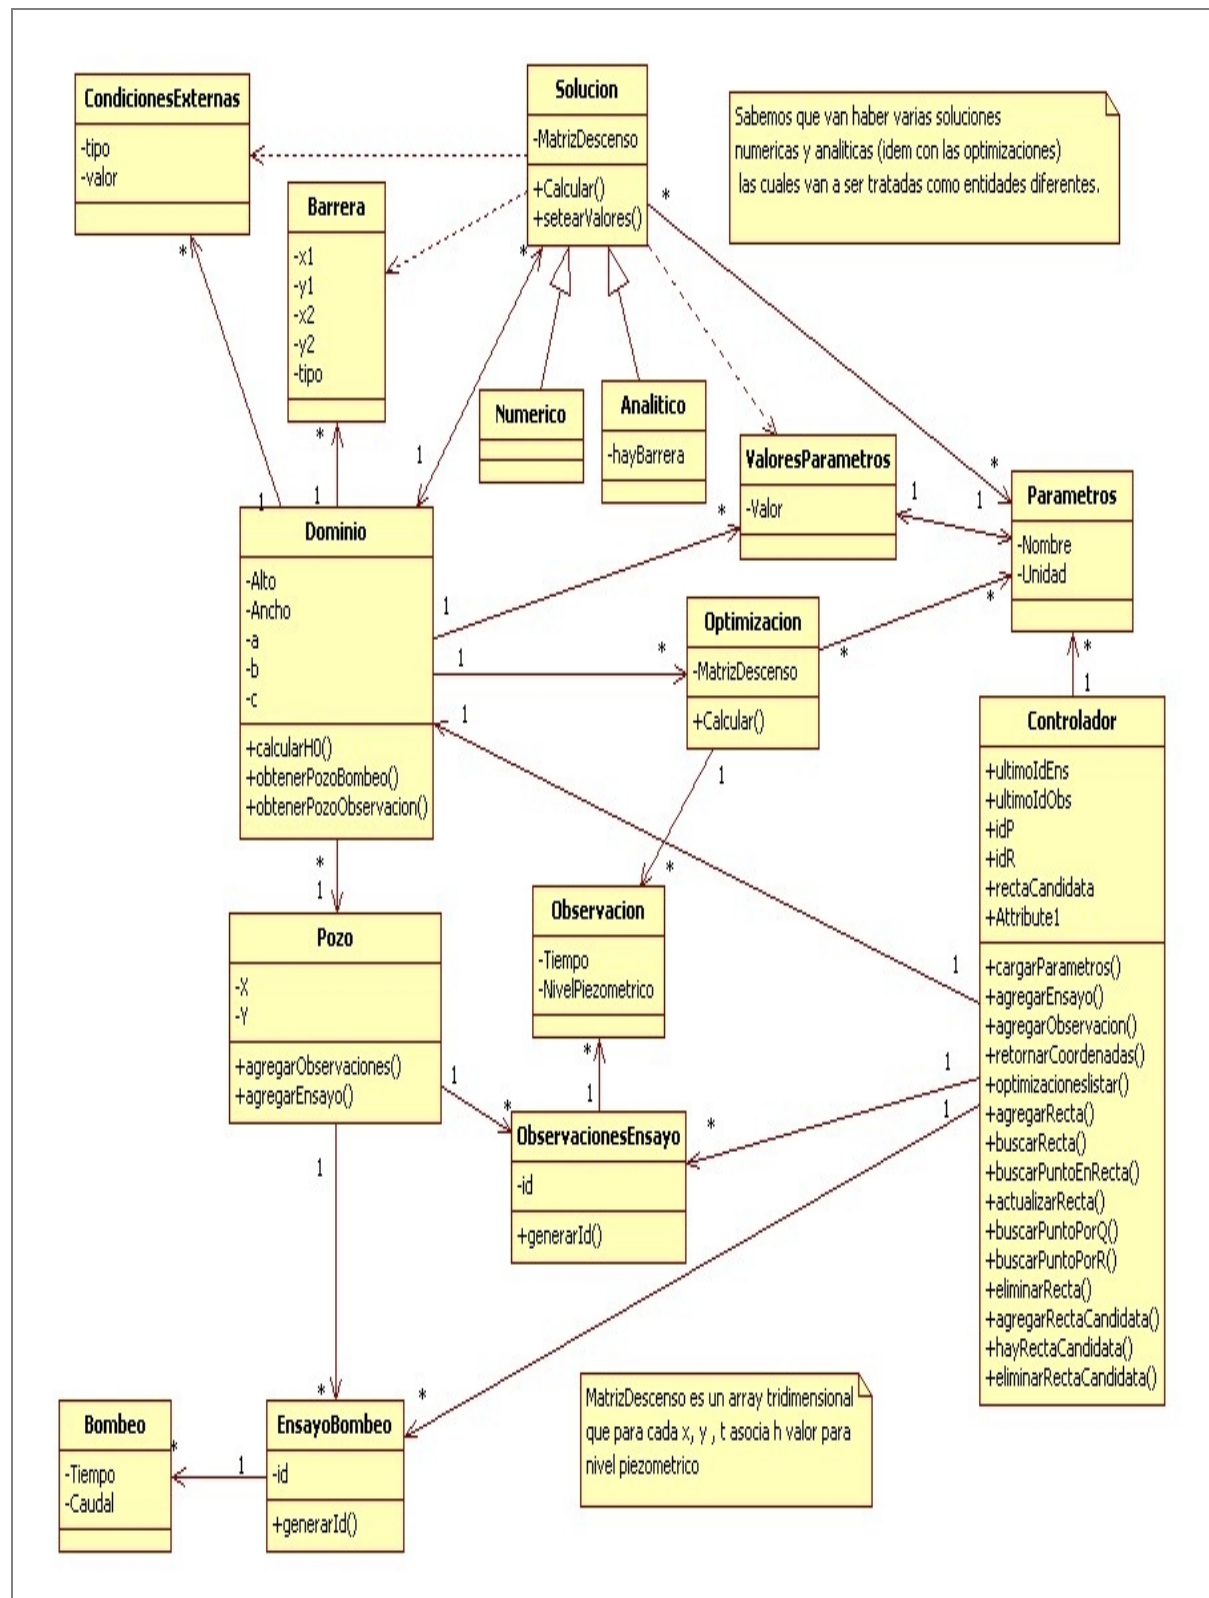 CondicionesExternas
-tipo
-valor
*
Solucion
-MatrizDescenso
+Calcular()
+setearValores()
*
*
Sabemos que van haber varias soluciones
numericas y analiticas (idem con las optimizaciones)
las cuales van a ser tratadas como entidades diferentes.
Barrera
-x1
-y1
-x2
-y2
-tipo
*
1
1
1
Numerico
Analitico
-hayBarrera
ValoresParametros
-Valor
*
1
1
*
Parametros
-Nombre
-Unidad
*
*
Dominio
-Alto
-Ancho
-a
-b
-c
+calcularH0()
+obtenerPozoBombeo()
+obtenerPozoObservacion()
1
1
*
1
*
1
Optimizacion
-MatrizDescenso
+Calcular()
*
1
*
1
Controlador
+ultimoIdEns
+ultimoIdObs
+idP
+idR
+rectaCandidata
+Attribute1
+cargarParametros()
+agregarEnsayo()
+agregarObservacion()
+retornarCoordenadas()
+optimizacioneslistar()
+agregarRecta()
+buscarRecta()
+buscarPuntoEnRecta()
+actualizarRecta()
+buscarPuntoPorQ()
+buscarPuntoPorR()
+eliminarRecta()
+agregarRectaCandidata()
+hayRectaCandidata()
+eliminarRectaCandidata()
1
1
1
Pozo
-X
-Y
+agregarObservaciones()
+agregarEnsayo()
1
1
*
Observacion
-Tiempo
-NivelPiezometrico
*
1
*
*
ObservacionesEnsayo
-id
+generarId()
*
*
Bombeo
-Tiempo
-Caudal
*
1
EnsayoBombeo
-id
+generarId()
MatrizDescenso es un array tridimensional
que para cada x, y , t asocia h valor para
nivel piezometrico